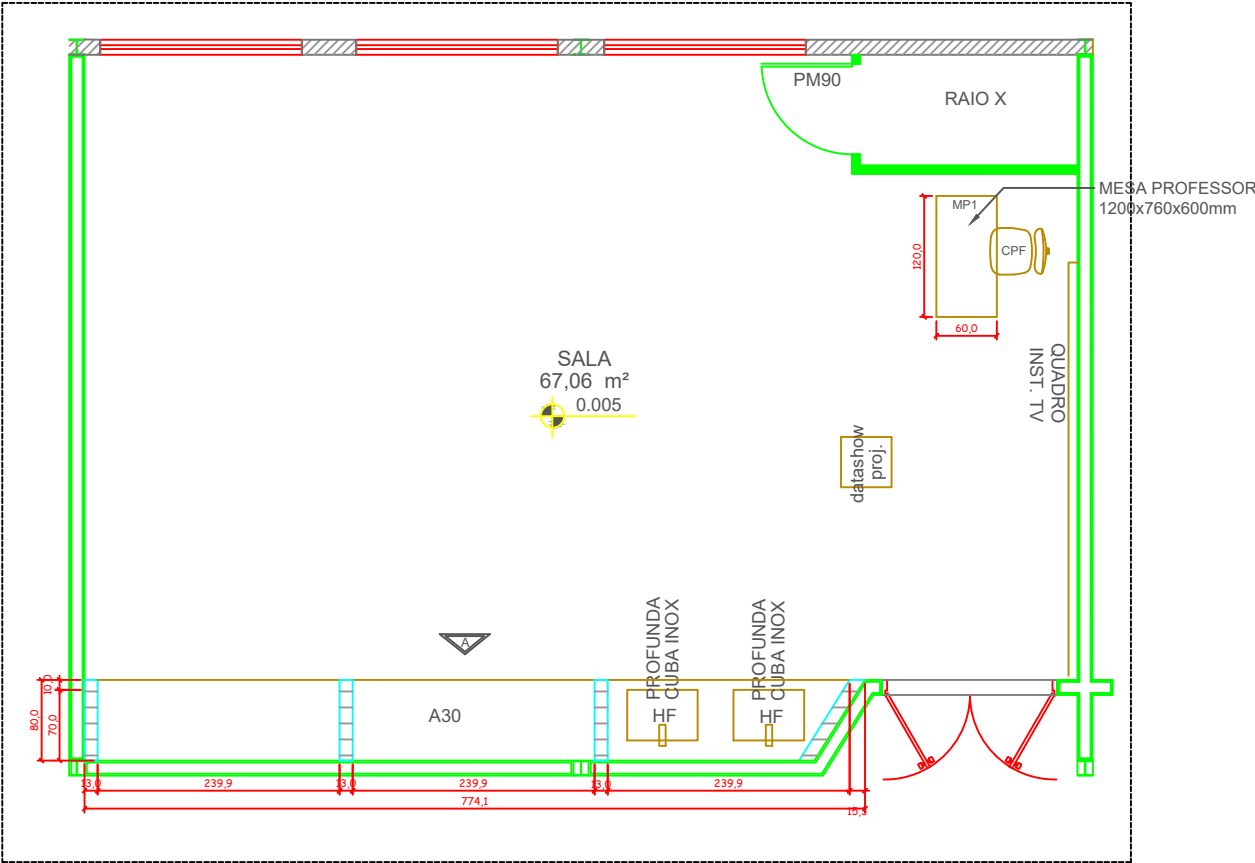 PM90
RAIO X
MESA PROFESSOR
1200x760x600mm
MP1
CPF
120,0
60,0
QUADRO
INST. TV
SALA
67,06 m²
0.005
datashow
proj.
A
PROFUNDA
CUBA INOX
HF
PROFUNDA
CUBA INOX
HF
A30
10,0
80,0
70,0
13,0
239,9
13,0
239,9
13,0
239,9
774,1